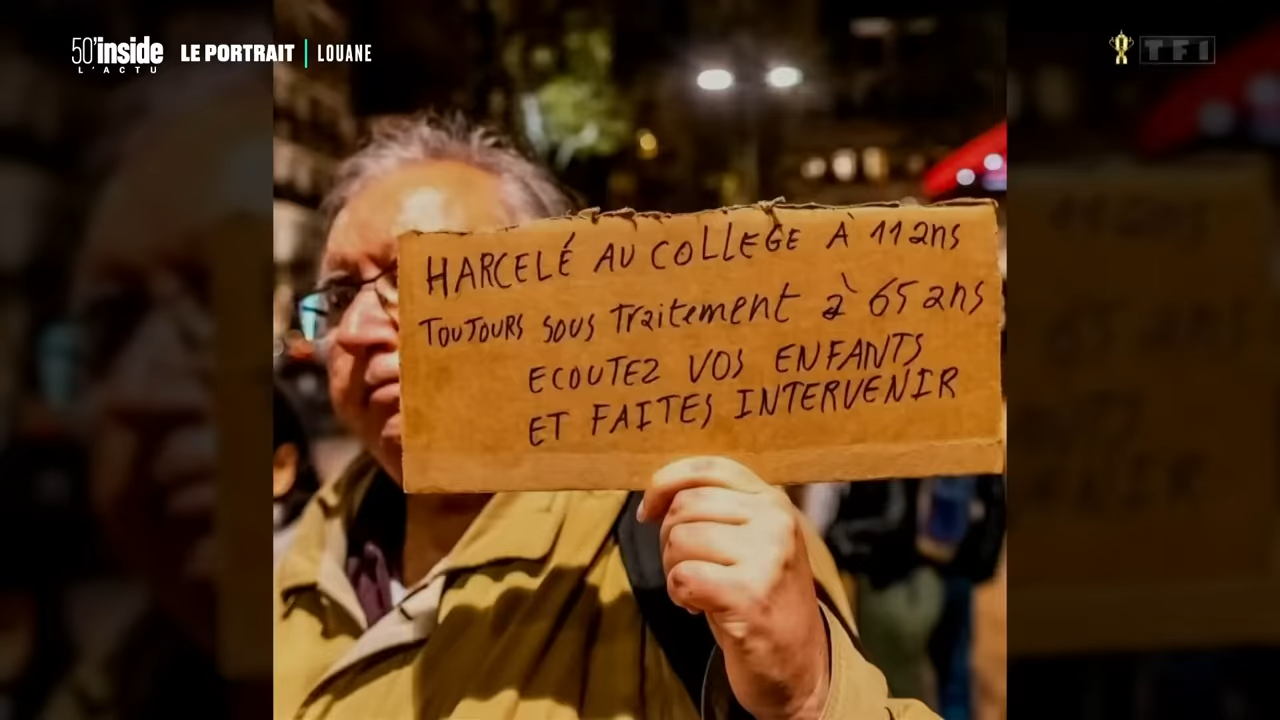 50'inside LE PORTRAIT | LOUANE
L'ACTU
TF1
HARCELÉ AU COLLEGE À 11 ans
TOUJOURS sous Traitement à 65 ans
ECOUTEZ VOS ENFANTS
ET FAITES INTERVENIR